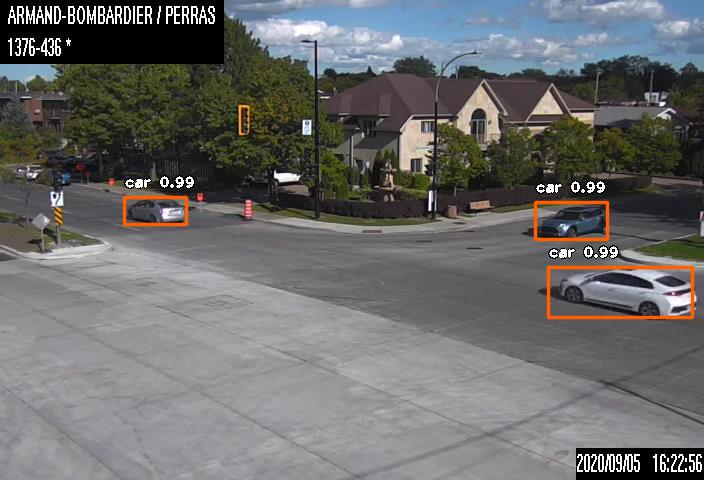 ARMAND-BOMBARDIER / PERRAS
1376-436 *
car 0.99
car 0.99
car 0.99
2020/09/05 16:22:56